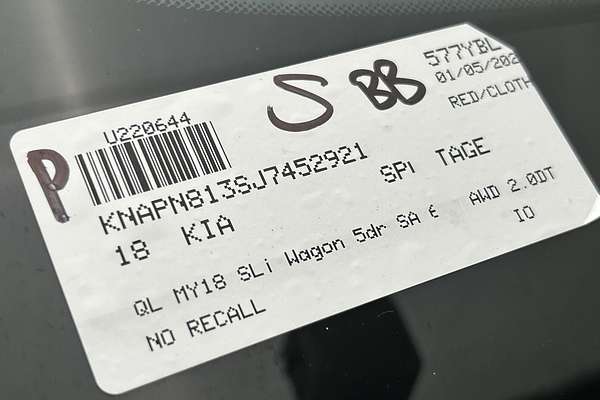 P
U220644
S BB
577YBL
01/05/202
RED/CLOTH
KNAPN813SJ7452921
18 KIA SPi TAGE
QL MY18 SLi Wagon 5dr SA 6 AWD 2.0DT
NO RECALL IO